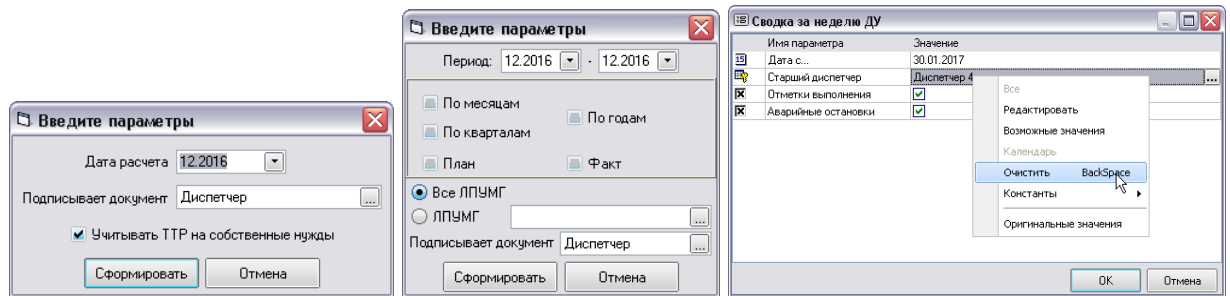 Введите параметры
Дата расчета 12.2016
Подписывает документ Диспетчер ...
Учитывать ТТР на собственные нужды
Сформировать Отмена
Введите параметры
Период: 12.2016 - 12.2016
По месяцам
По годам
По кварталам
План Факт
Все ЛПУМГ
ЛПУМГ ...
Подписывает документ Диспетчер ...
Сформировать Отмена
Сводка за неделю ДУ
Имя параметра Значение
15 Дата с... 30.01.2017
Старший диспетчер Диспетчер 4 ...
Отметки выполнения
Аварийные остановки
Все
Редактировать
Возможные значения
Календарь
Очистить BackSpace
Константы
Оригинальные значения
OK Отмена